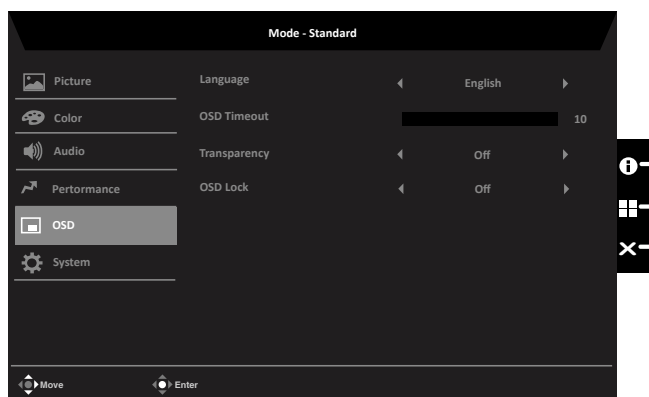 Mode - Standard
Picture
Language
English
Color
OSD Timeout
10
Audio
Transparency
Off
Pertormance
OSD Lock
Off
OSD
System
Move
Enter